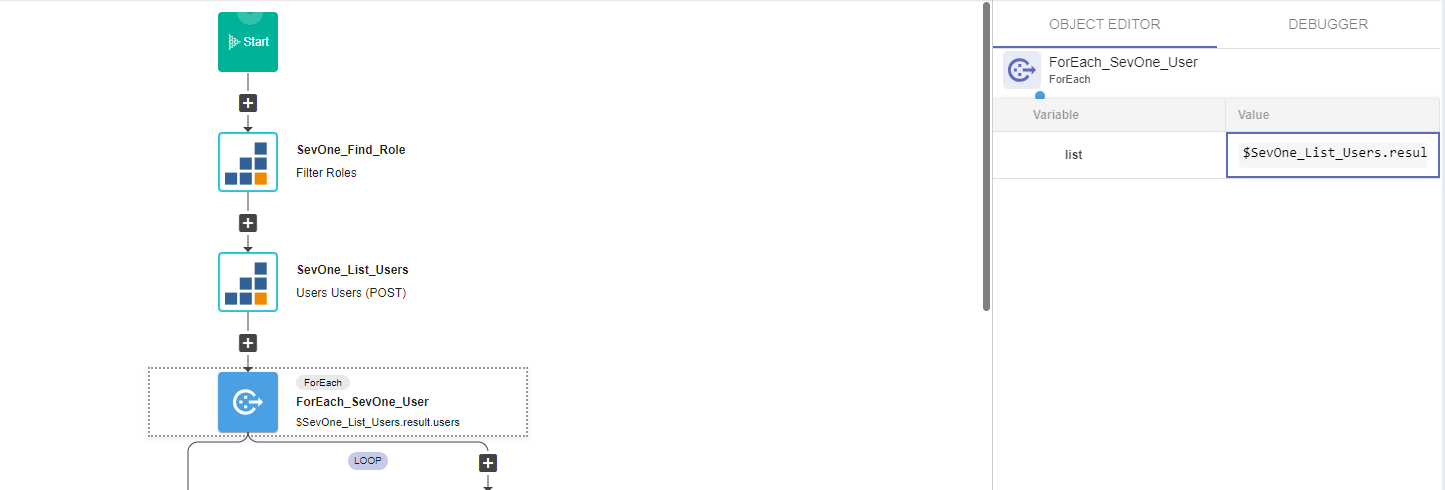 Start
SevOne_Find_Role
Filter Roles
SevOne_List_Users
Users Users (POST)
ForEach
ForEach_SevOne_User
$SevOne_List_Users.result.users
LOOP
OBJECT EDITOR
DEBUGGER
ForEach_SevOne_User
ForEach
Variable
Value
list
$SevOne_List_Users.resul